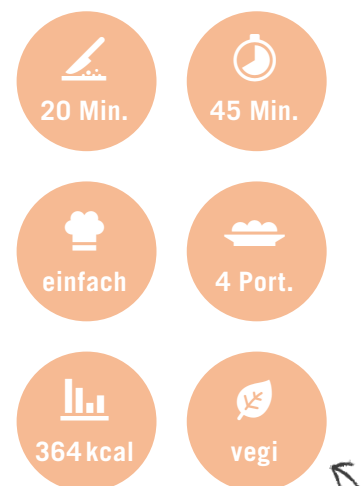 20 Min.
45 Min.
einfach
4 Port.
364 kcal
vegi